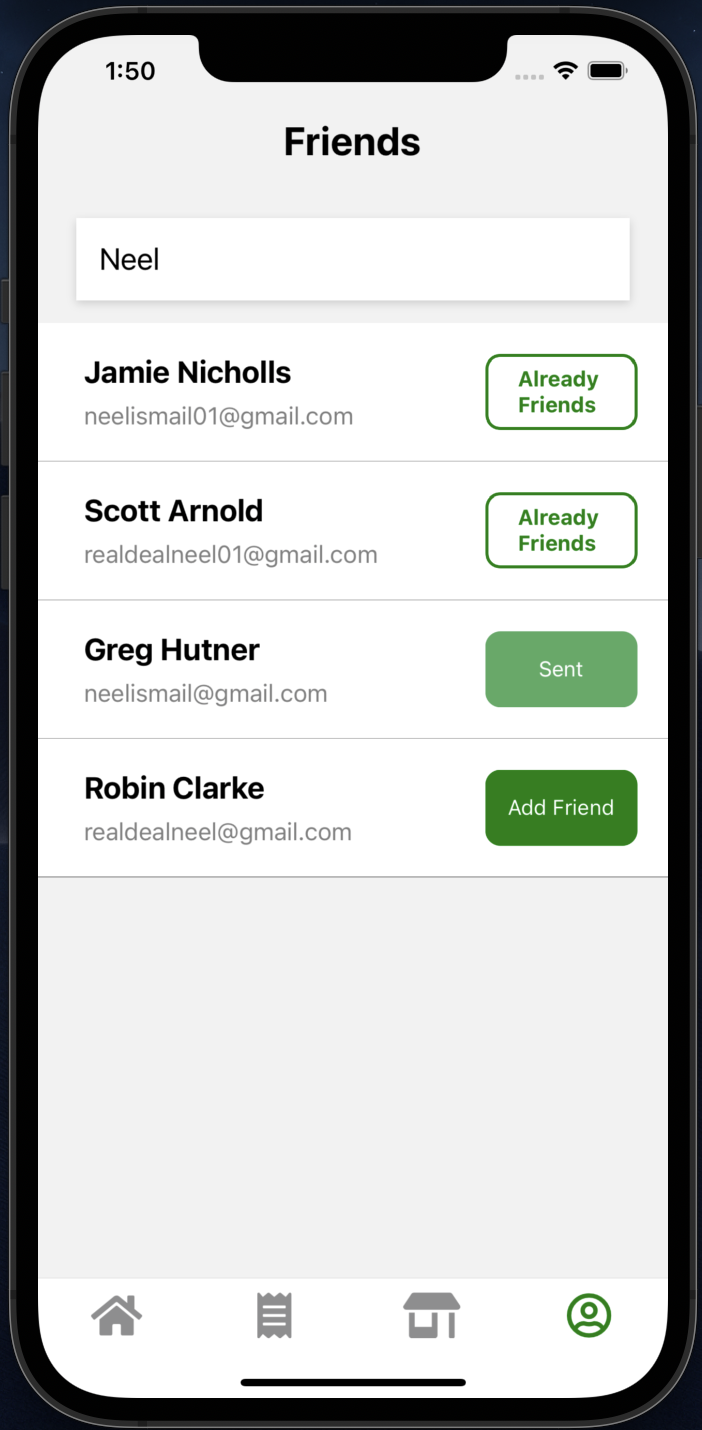 1:50
Friends
Neel
Jamie Nicholls
neelismail01@gmail.com
Already
Friends
Scott Arnold
realdealneel01@gmail.com
Already
Friends
Greg Hutner
neelismail@gmail.com
Sent
Robin Clarke
realdealneel@gmail.com
Add Friend